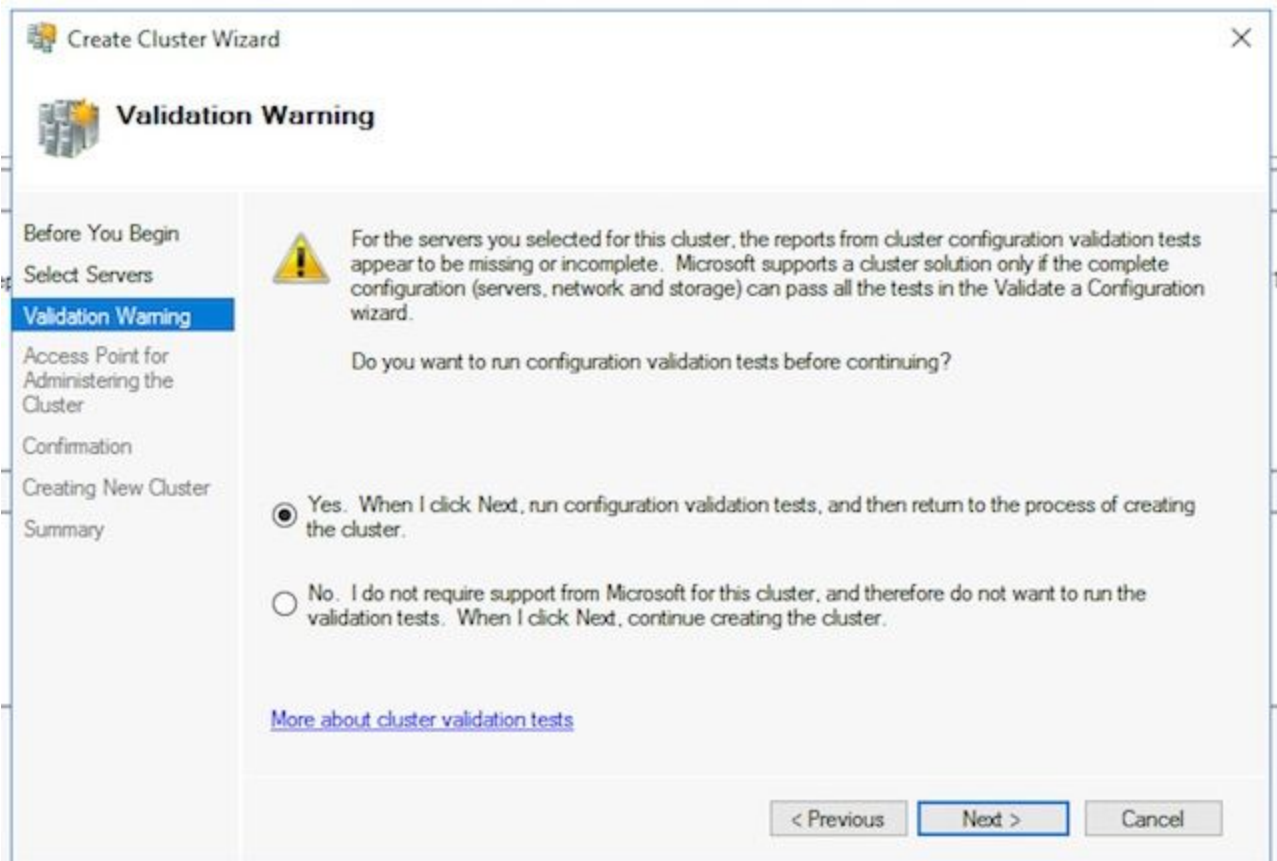 Create Cluster Wizard
Validation Warning
Before You Begin
Select Servers
Validation Warning
Access Point for
Administering the
Cluster
Confirmation
Creating New Cluster
Summary
For the servers you selected for this cluster, the reports from cluster configuration validation tests
appear to be missing or incomplete. Microsoft supports a cluster solution only if the complete
configuration (servers, network and storage) can pass all the tests in the Validate a Configuration
wizard.
Do you want to run configuration validation tests before continuing?
Yes. When I click Next, run configuration validation tests, and then return to the process of creating
the cluster.
No. I do not require support from Microsoft for this cluster, and therefore do not want to run the
validation tests. When I click Next, continue creating the cluster.
More about cluster validation tests
< Previous
Next >
Cancel